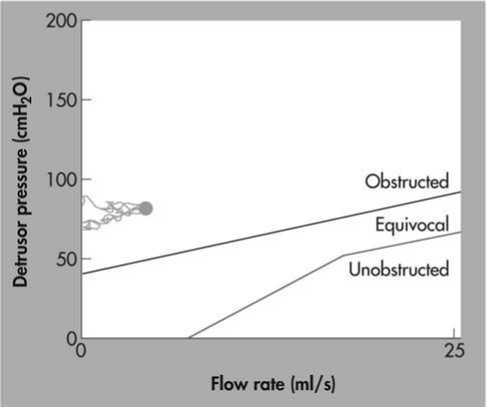 200
150
100
50
0
0
25
Detrusor pressure (cmH₂O)
Obstructed
Equivocal
Unobstructed
Flow rate (ml/s)